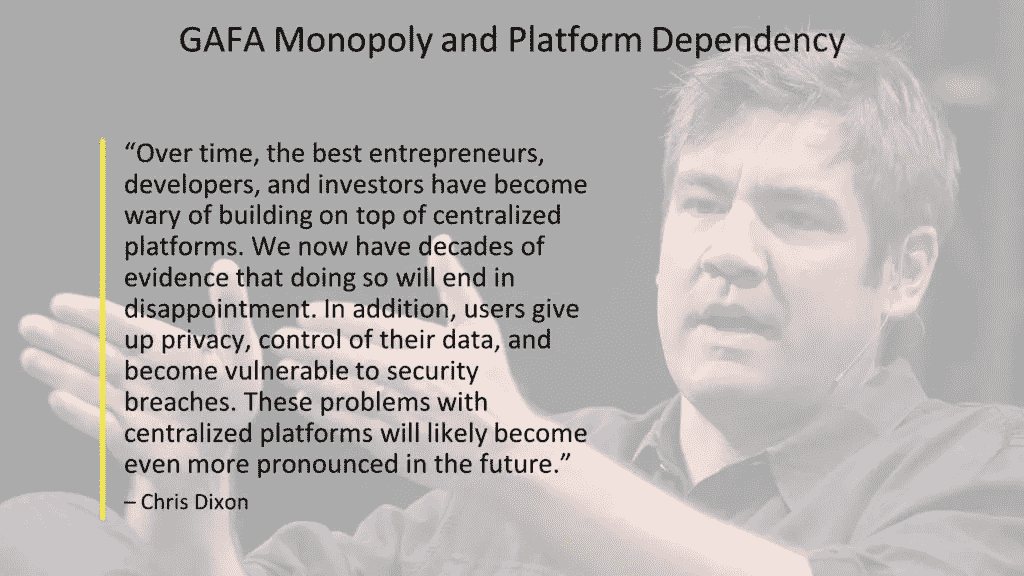 GAFA Monopoly and Platform Dependency
“Over time, the best entrepreneurs,
developers, and investors have become
wary of building on top of centralized
platforms. We now have decades of
evidence that doing so will end in
disappointment. In addition, users give
up privacy, control of their data, and
become vulnerable to security
breaches. These problems with
centralized platforms will likely become
even more pronounced in the future.”
– Chris Dixon